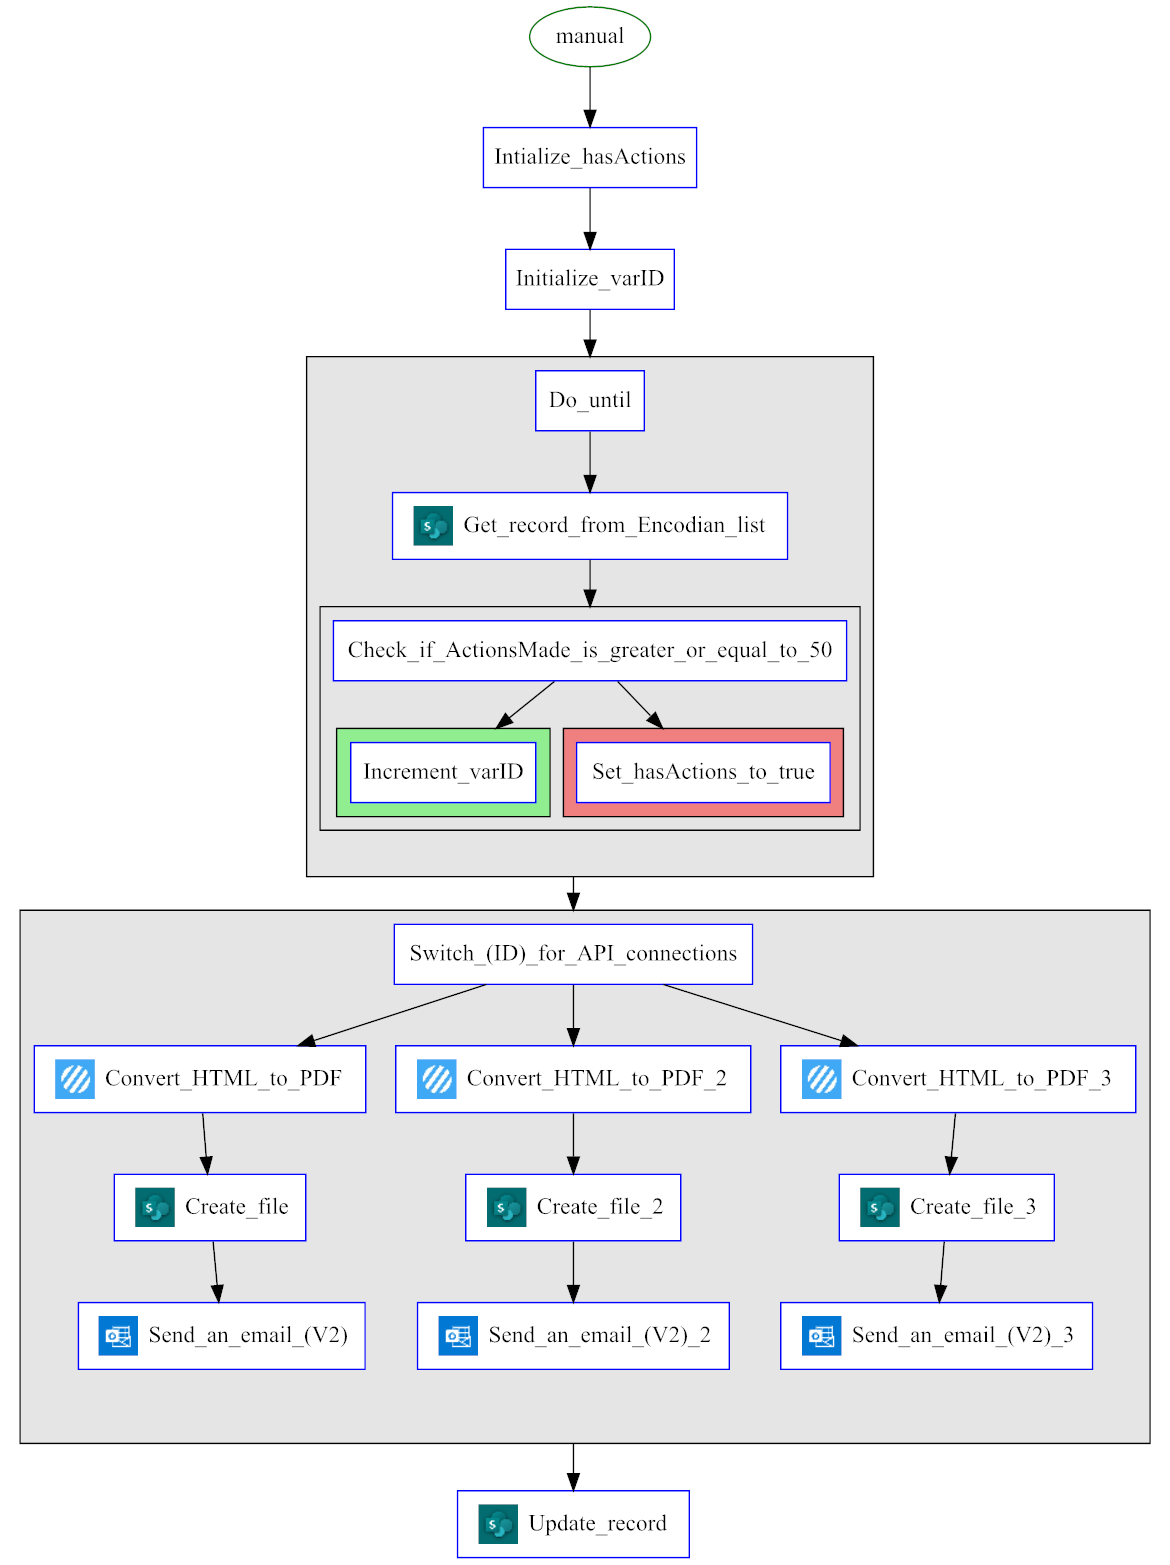 manual
Intialize_hasActions
Initialize_varID
Do_until
Get_record_from_Encodian_list
Check_if_ActionsMade_is_greater_or_equal_to_50
Increment_varID
Set_hasActions_to_true
Switch_(ID)_for_API_connections
Convert_HTML_to_PDF
Convert_HTML_to_PDF_2
Convert_HTML_to_PDF_3
Create_file
Create_file_2
Create_file_3
Send_an_email_(V2)
Send_an_email_(V2)_2
Send_an_email_(V2)_3
Update_record